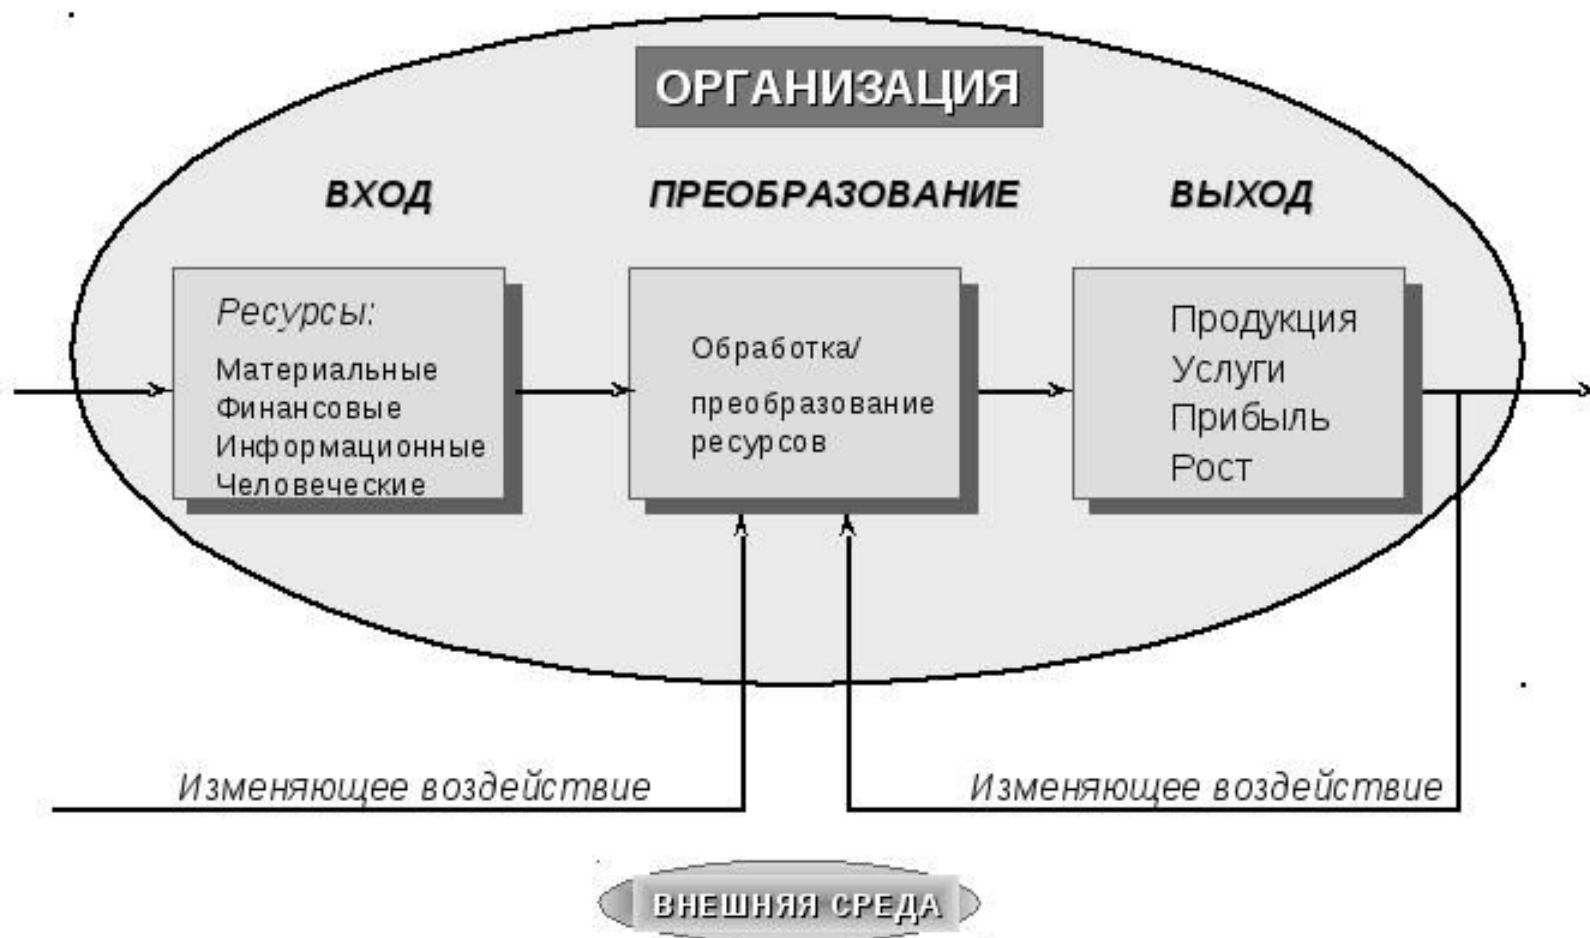 ОРГАНИЗАЦИЯ
ВХОД
ПРЕОБРАЗОВАНИЕ
ВЫХОД
Ресурсы:
Материальные
Финансовые
Информационные
Человеческие
Обработка/
преобразование
ресурсов
Продукция
Услуги
Прибыль
Рост
Изменяющее воздействие
Изменяющее воздействие
ВНЕШНЯЯ СРЕДА